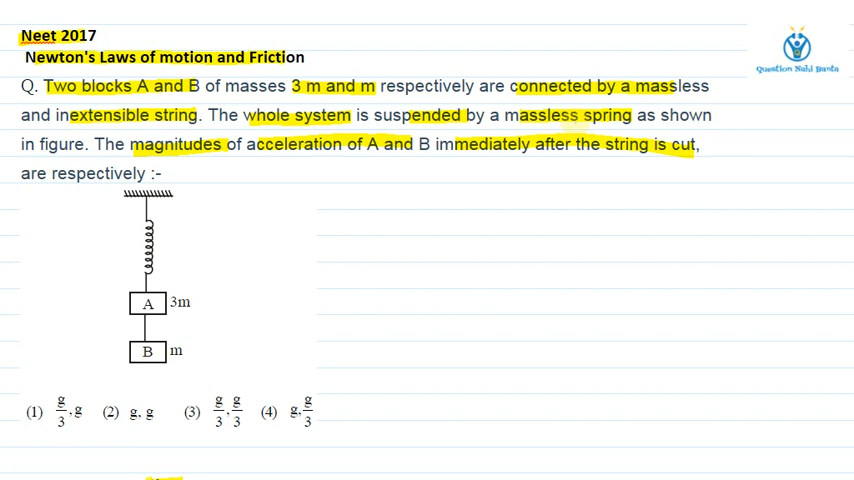 Neet 2017
Newton's Laws of motion and Friction
Question Nahi Banta
Q. Two blocks A and B of masses 3 m and m respectively are connected by a massless
and inextensible string. The whole system is suspended by a massless spring as shown
in figure. The magnitudes of acceleration of A and B immediately after the string is cut,
are respectively :-
A 3m
B m
(1) g/3, g (2) g, g (3) g/3, g/3 (4) g, g/3